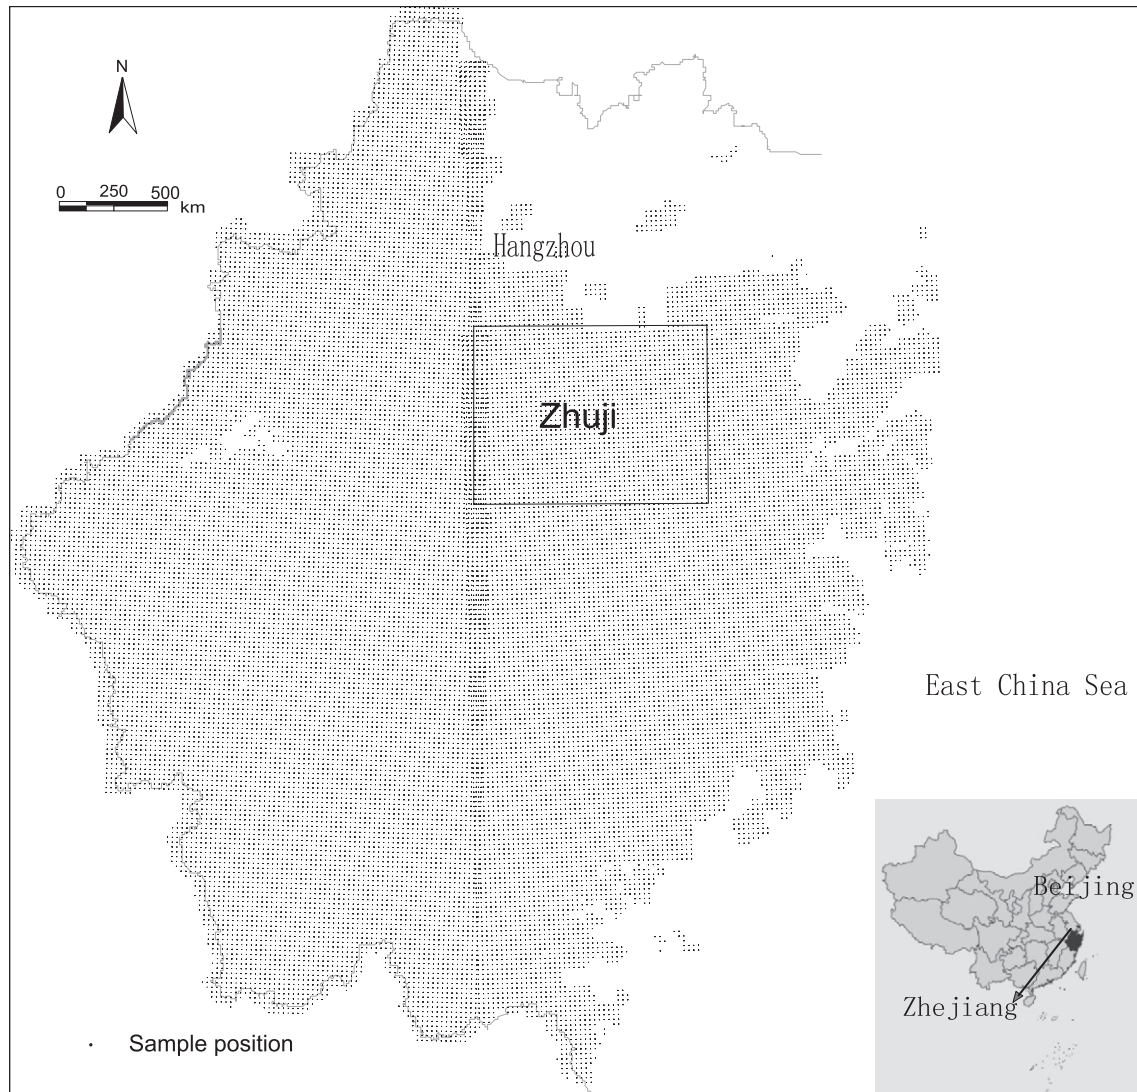 N
0 250 500
km
Hangzhou
Zhuji
East China Sea
Beijing
Zhejiang
Sample position